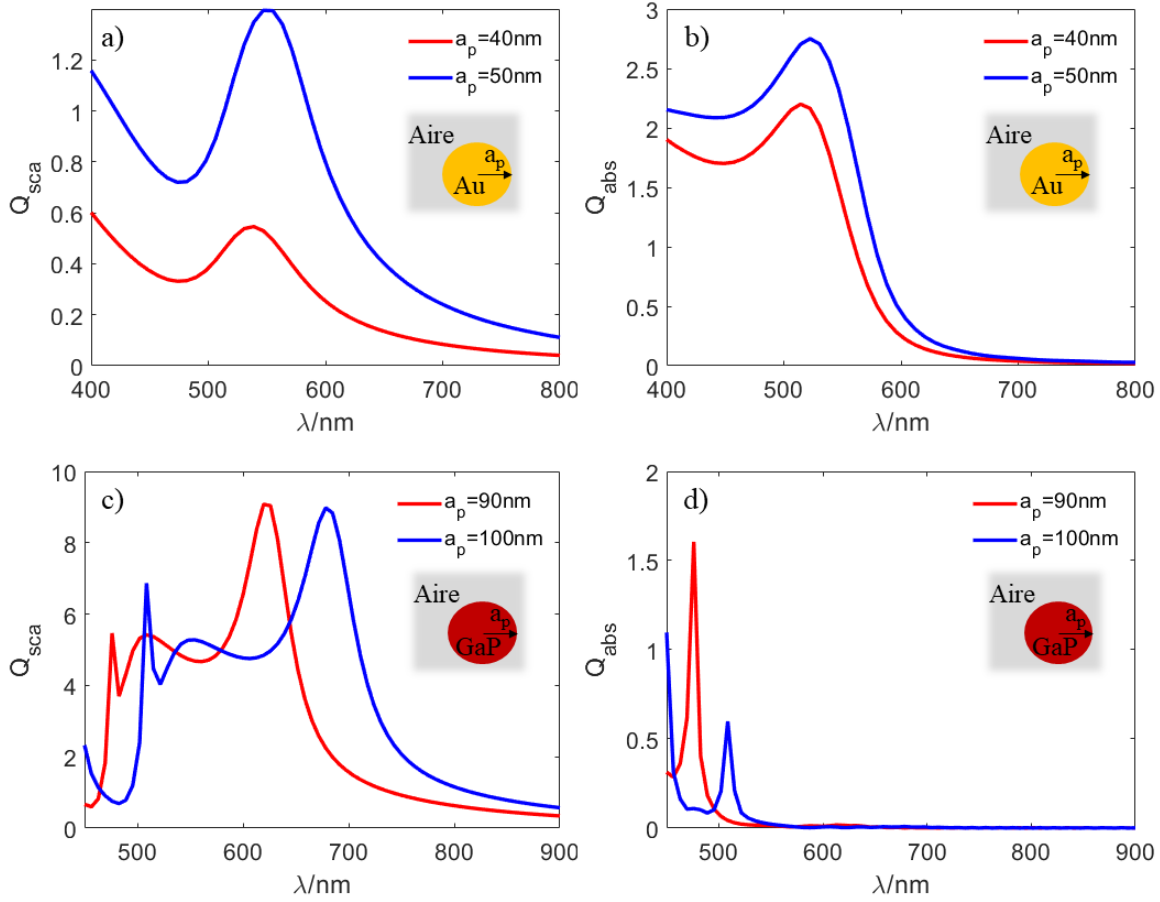 a)
a_p=40nm
a_p=50nm
Aire
a_p
Au
Q_sca
0
0.2
0.4
0.6
0.8
1
1.2
400 500 600 700 800
λ/nm
b)
a_p=40nm
a_p=50nm
Aire
a_p
Au
Q_abs
0
0.5
1
1.5
2
2.5
3
400 500 600 700 800
λ/nm
c)
a_p=90nm
a_p=100nm
Aire
a_p
GaP
Q_sca
0
2
4
6
8
10
500 600 700 800 900
λ/nm
d)
a_p=90nm
a_p=100nm
Aire
a_p
GaP
Q_abs
0
0.5
1
1.5
2
500 600 700 800 900
λ/nm